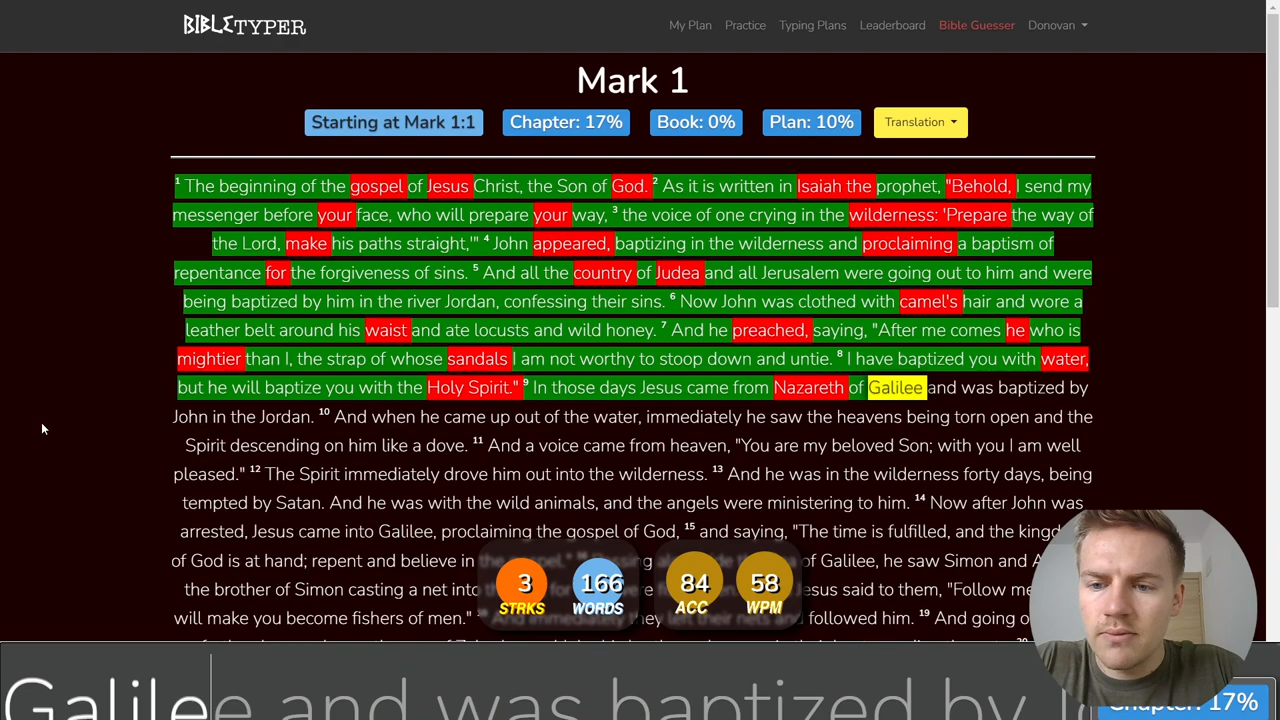 BIBLETYPER
My Plan Practice Typing Plans Leaderboard Bible Guesser Donovan
Mark 1
Starting at Mark 1:1 Chapter: 17% Book: 0% Plan: 10% Translation
1 The beginning of the gospel of Jesus Christ, the Son of God. 2 As it is written in Isaiah the prophet, "Behold, I send my
messenger before your face, who will prepare your way, 3 the voice of one crying in the wilderness: 'Prepare the way of
the Lord, make his paths straight,'" 4 John appeared, baptizing in the wilderness and proclaiming a baptism of
repentance for the forgiveness of sins. 5 And all the country of Judea and all Jerusalem were going out to him and were
being baptized by him in the river Jordan, confessing their sins. 6 Now John was clothed with camel's hair and wore a
leather belt around his waist and ate locusts and wild honey. 7 And he preached, saying, "After me comes he who is
mightier than I, the strap of whose sandals I am not worthy to stoop down and untie. 8 I have baptized you with water,
but he will baptize you with the Holy Spirit." 9 In those days Jesus came from Nazareth of Galilee and was baptized by
John in the Jordan. 10 And when he came up out of the water, immediately he saw the heavens being torn open and the
Spirit descending on him like a dove. 11 And a voice came from heaven, "You are my beloved Son; with you I am well
pleased." 12 The Spirit immediately drove him out into the wilderness. 13 And he was in the wilderness forty days, being
tempted by Satan. And he was with the wild animals, and the angels were ministering to him. 14 Now after John was
arrested, Jesus came into Galilee, proclaiming the gospel of God, 15 and saying, "The time is fulfilled, and the kingd
of God is at hand; repent and believe in of Galilee, he saw Simon and A
the brother of Simon casting a net into Jesus said to them, "Follow me
will make you become fishers of men." they followed him. 19 And going o
3 166 84 58
STRKS WORDS ACC WPM
Galilee and was baptized by J
Chapter: 17%